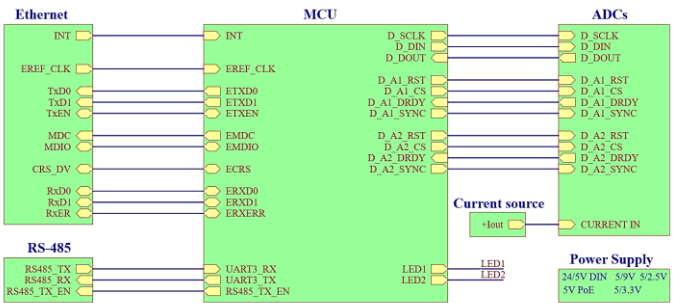 Ethernet
INT
EREF_CLK
TxD0
TxD1
TxEN
MDC
MDIO
CRS_DV
RxD0
RxD1
RxER
RS-485
RS485_TX
RS485_RX
RS485_TX_EN
MCU
INT
EREF_CLK
ETXD0
ETXD1
ETXEN
EMDC
EMDIO
ECRS
ERXD0
ERXD1
ERXERR
UART3_RX
UART3_TX
RS485_TX_EN
D_SCLK
D_DIN
D_DOUT
D_A1_RST
D_A1_CS
D_A1_DRDY
D_A1_SYNC
D_A2_RST
D_A2_CS
D_A2_DRDY
D_A2_SYNC
LED1
LED2
LED1
LED2
ADCs
D_SCLK
D_DIN
D_DOUT
D_A1_RST
D_A1_CS
D_A1_DRDY
D_A1_SYNC
D_A2_RST
D_A2_CS
D_A2_DRDY
D_A2_SYNC
CURRENT IN
Current source
+Iout
Power Supply
24/5V DIN 5/9V 5/2.5V
5V PoE 5/3.3V